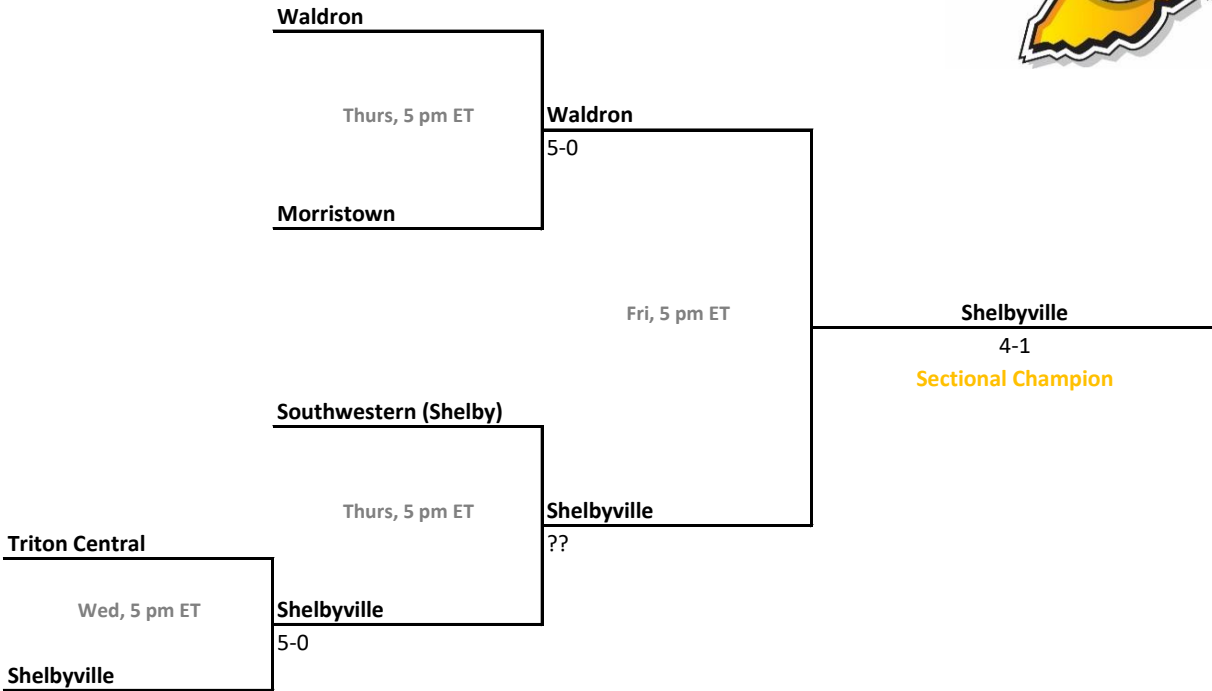 Waldron
Thurs, 5 pm ET
Waldron
5-0
Morristown
Fri, 5 pm ET
Shelbyville
4-1
Sectional Champion
Southwestern (Shelby)
Thurs, 5 pm ET
Shelbyville
??
Triton Central
Wed, 5 pm ET
Shelbyville
5-0
Shelbyville